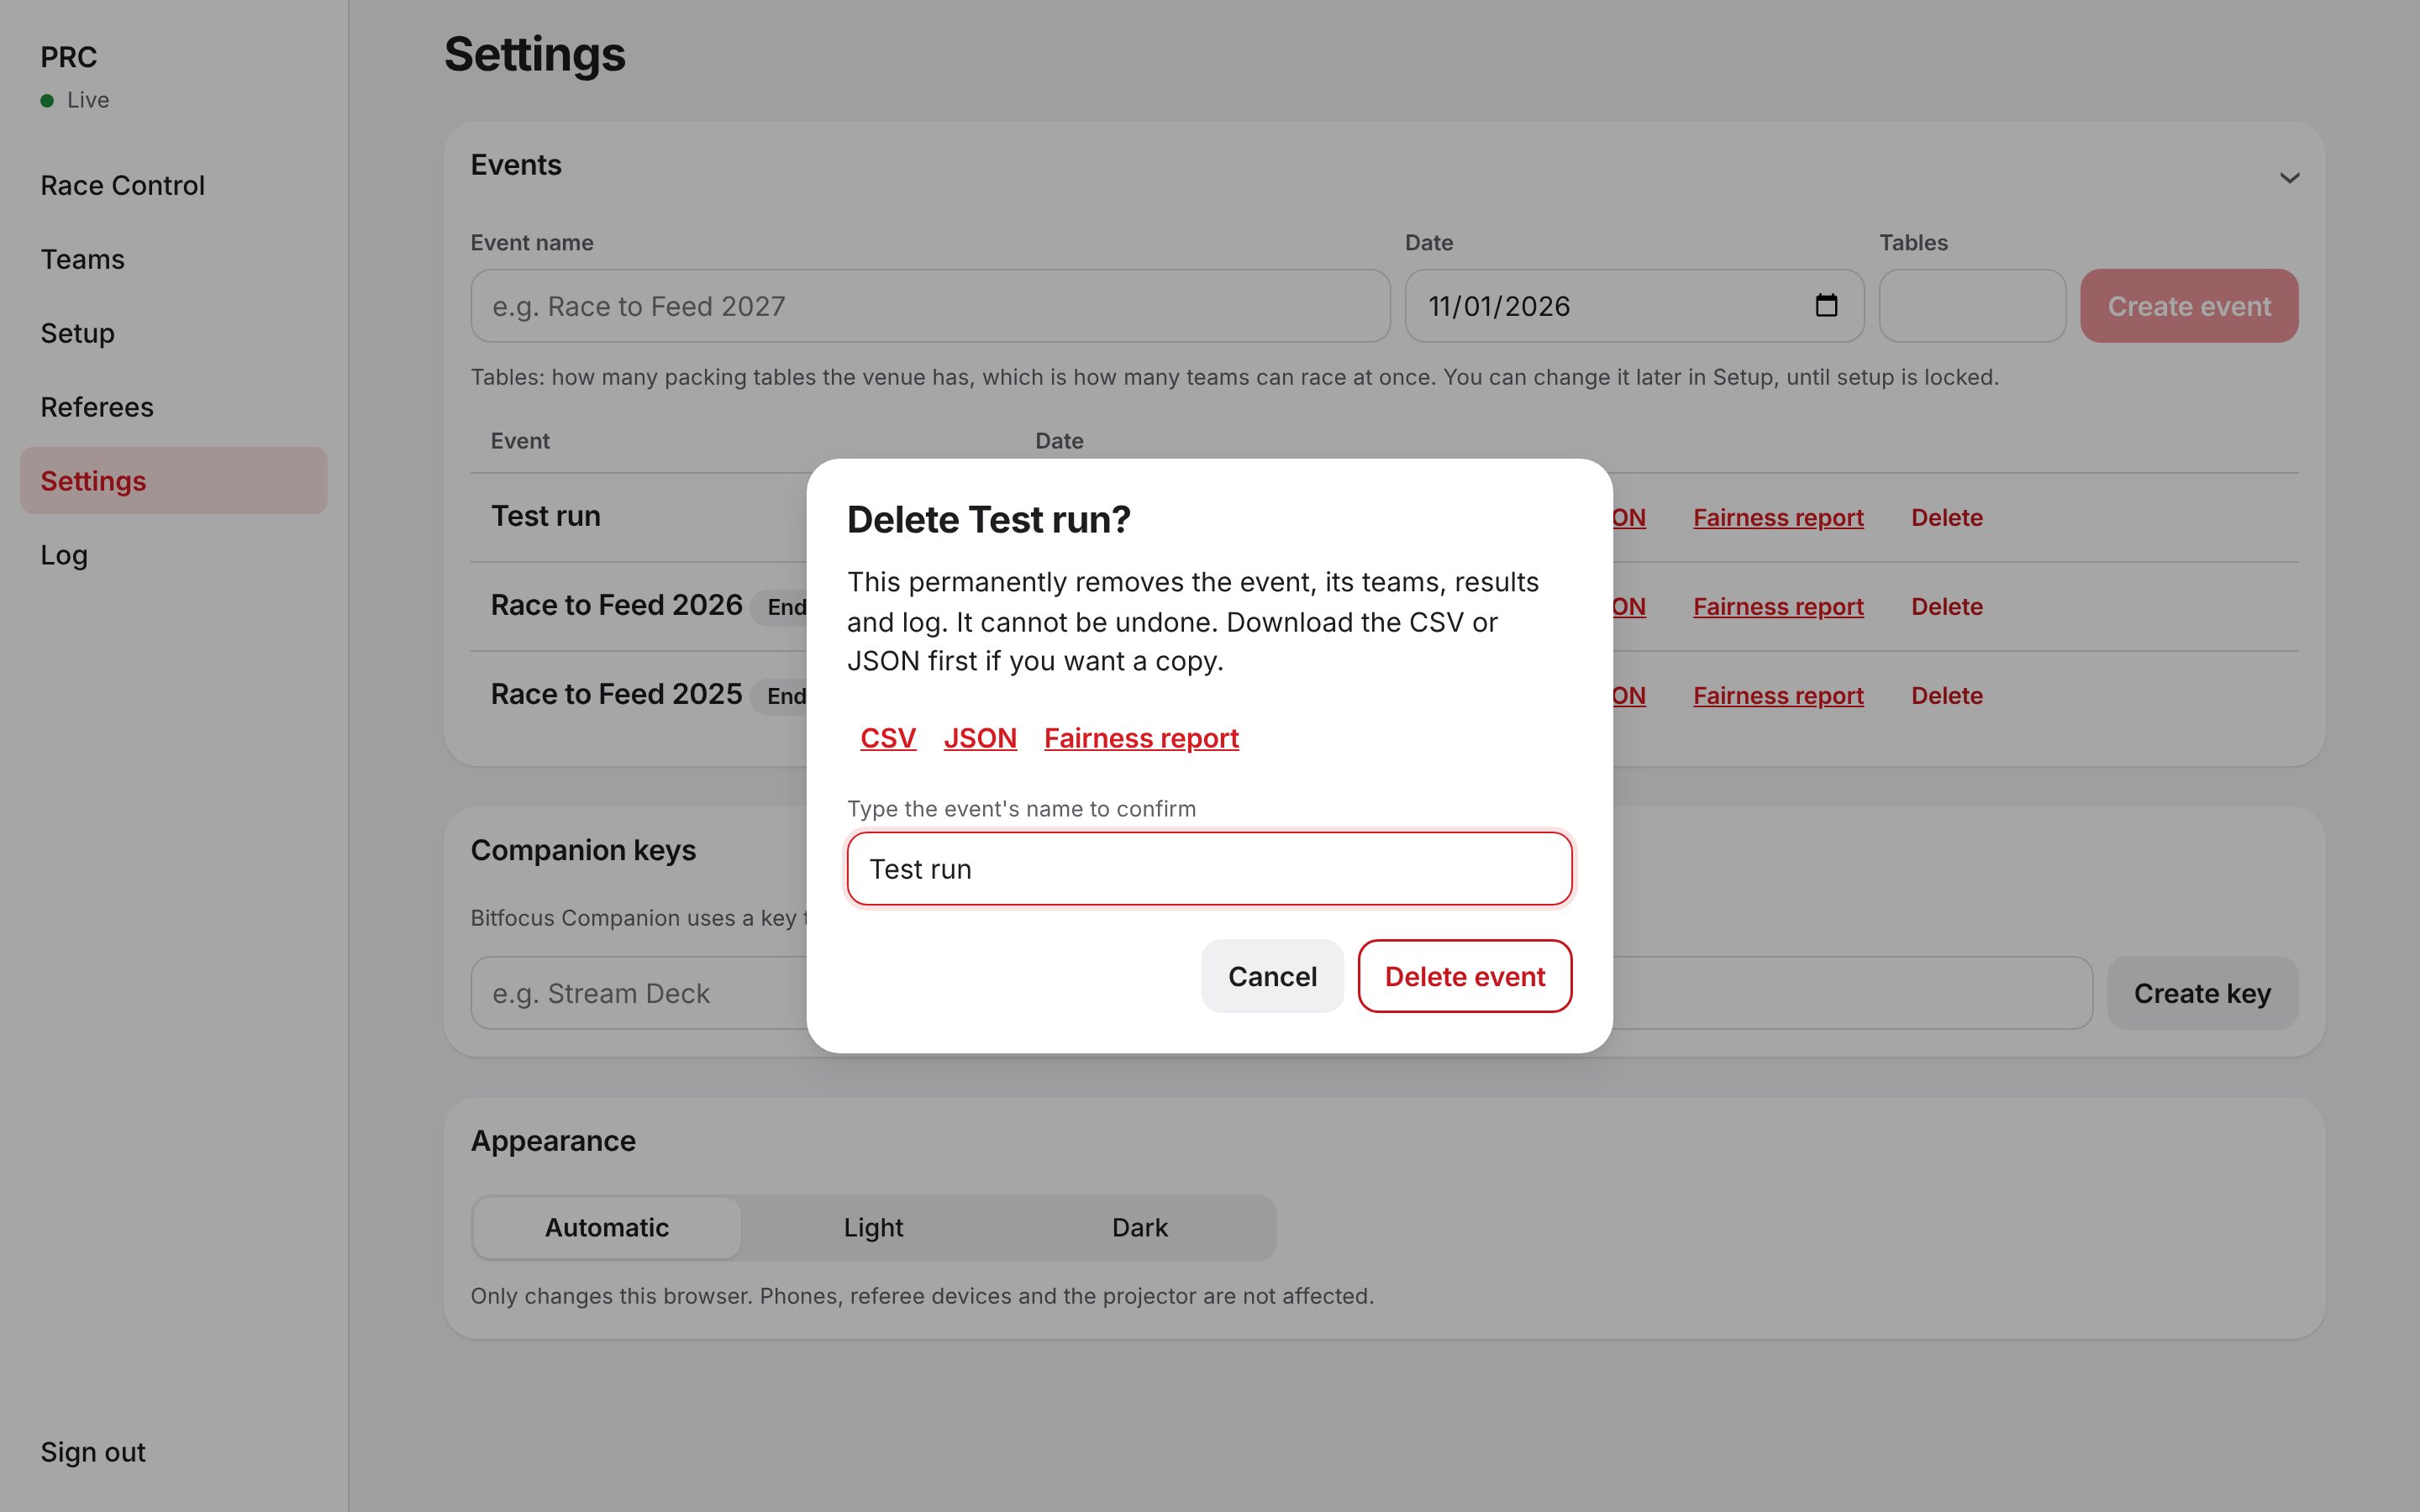 PRC
Live
Race Control
Teams
Setup
Referees
Settings
Log
Sign out
Settings
Events
Event name Date Tables
e.g. Race to Feed 2027 11/01/2026 Create event
Tables: how many packing tables the venue has, which is how many teams can race at once. You can change it later in Setup, until setup is locked.
Event Date
Test run Fairness report Delete
Race to Feed 2026 Fairness report Delete
Race to Feed 2025 Fairness report Delete
Delete Test run?
This permanently removes the event, its teams, results
and log. It cannot be undone. Download the CSV or
JSON first if you want a copy.
CSV JSON Fairness report
Type the event's name to confirm
Test run
Cancel Delete event
Companion keys
Bitfocus Companion uses a key
e.g. Stream Deck Create key
Appearance
Automatic Light Dark
Only changes this browser. Phones, referee devices and the projector are not affected.